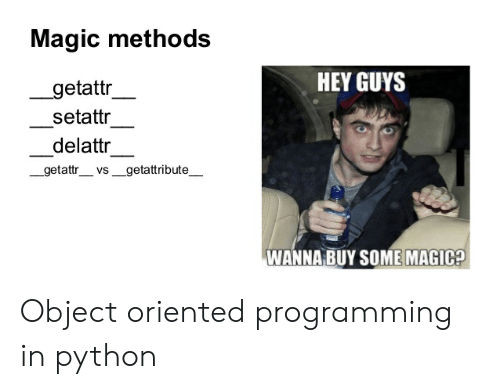 Magic methods
__getattr__
__setattr__
__delattr__
__getattr__ vs __getattribute__
HEY GUYS
WANNA BUY SOME MAGIC?
Object oriented programming
in python